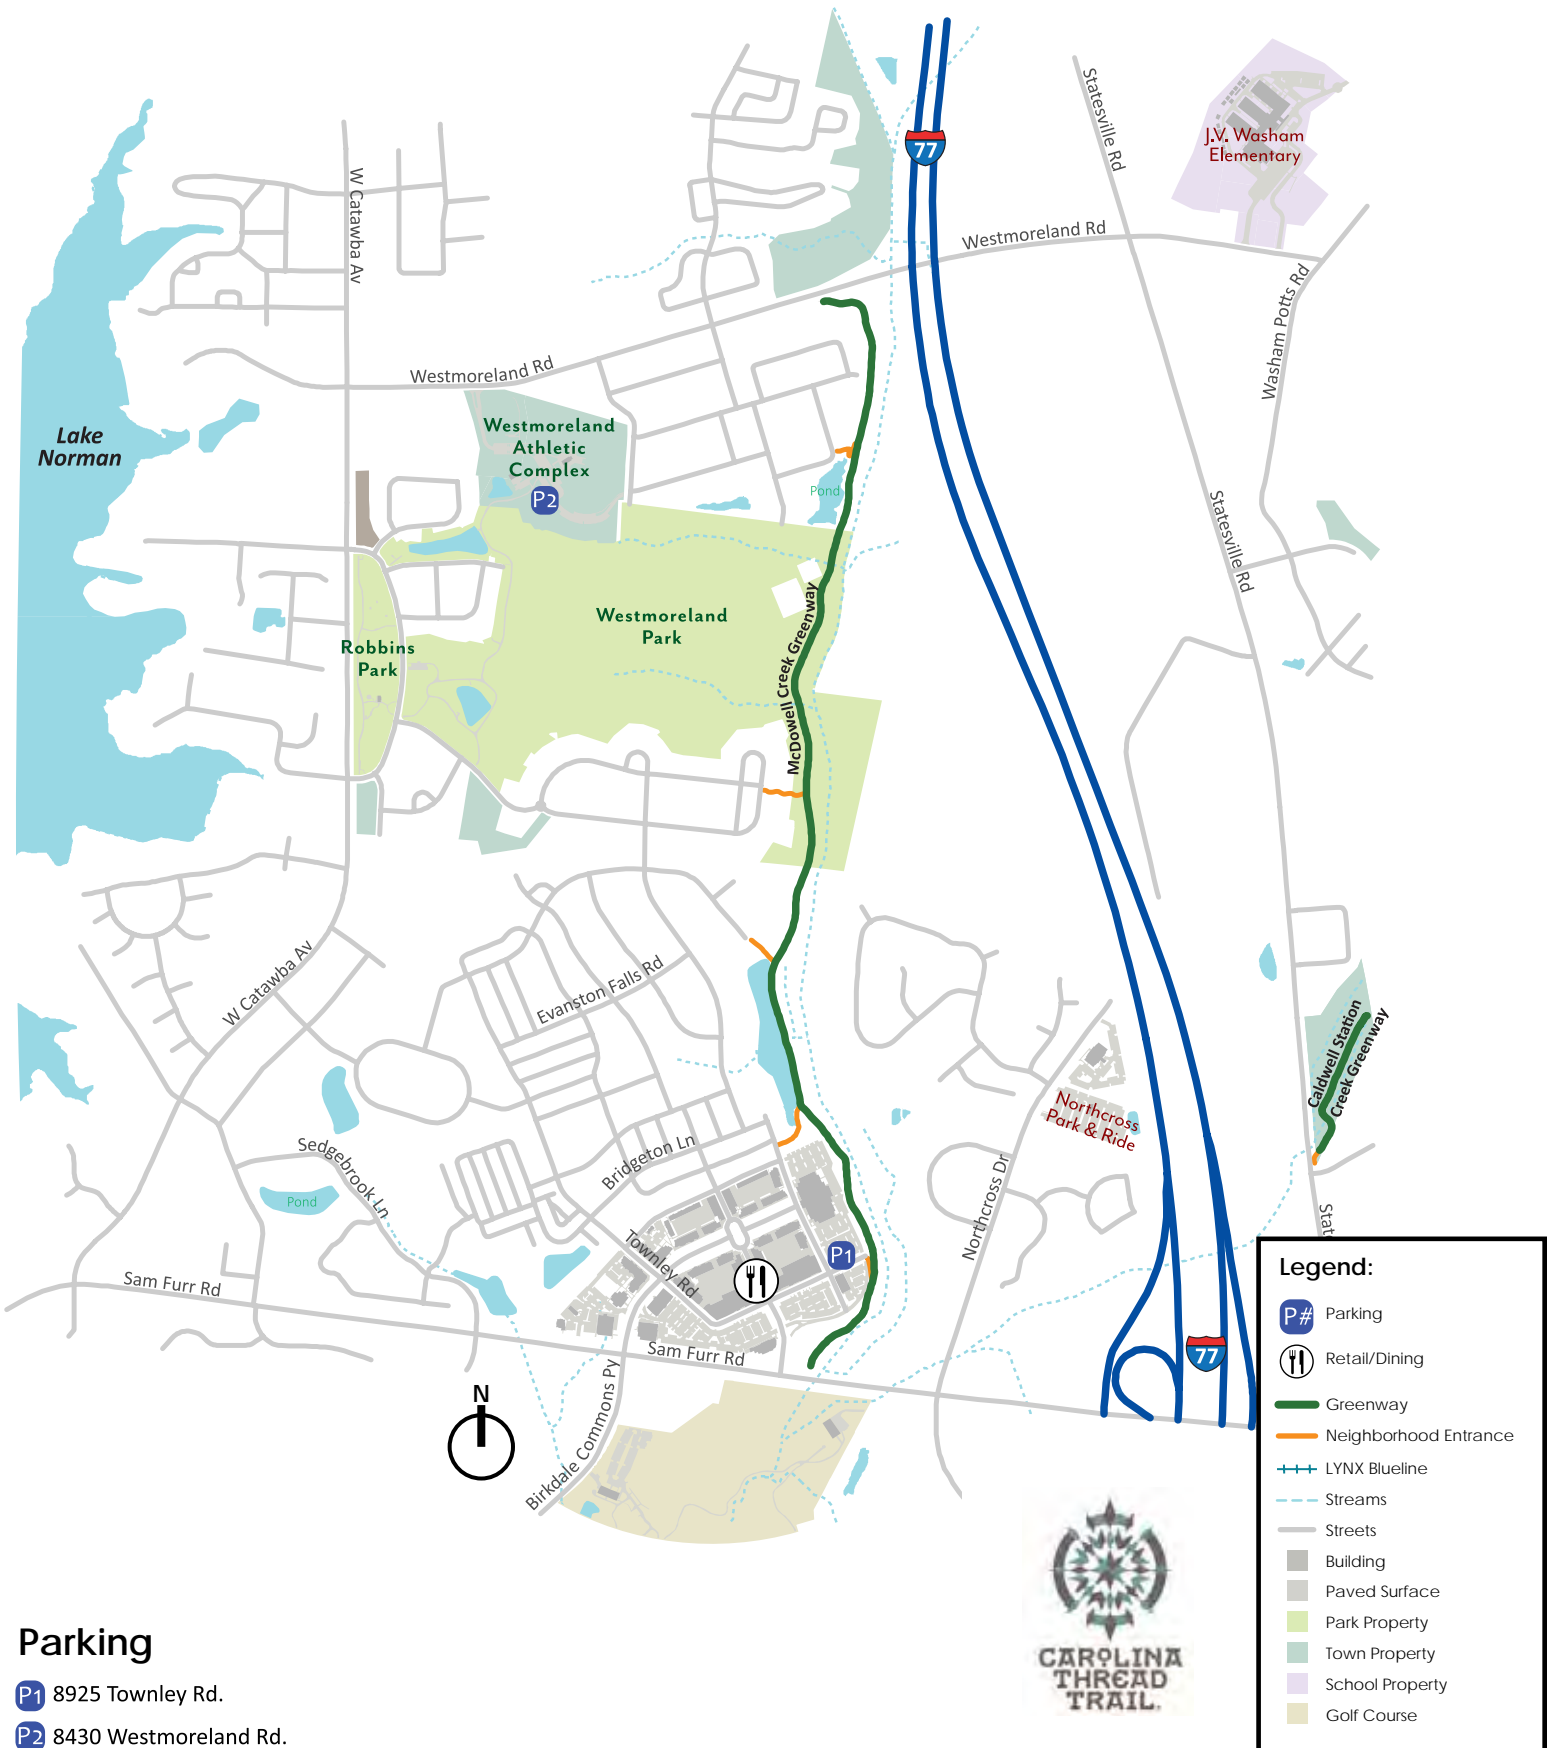 Statesville Rd
77
J.V. Washam
Elementary
W Catawba Av
Westmoreland Rd
Washam Potts Rd
Westmoreland Rd
Lake
Norman
Westmoreland
Athletic
Complex
P2
Pond
Statesville Rd
Westmoreland
Park
McDowell Creek Greenway
Robbins
Park
W Catawba Av
Evanston Falls Rd
Caldwell Station
Creek Greenway
Northcross
Park & Ride
Sedgebrook Ln
Bridgeton Ln
Northcross Dr
Pond
Stat
Townley Rd
P1
Sam Furr Rd
Sam Furr Rd
77
Birkdale Commons Py
N
Legend:
P# Parking
Retail/Dining
Greenway
Neighborhood Entrance
LYNX Blueline
Streams
Streets
Building
Paved Surface
Park Property
Town Property
School Property
Golf Course
CAROLINA
THREAD
TRAIL.
Parking
P1 8925 Townley Rd.
P2 8430 Westmoreland Rd.